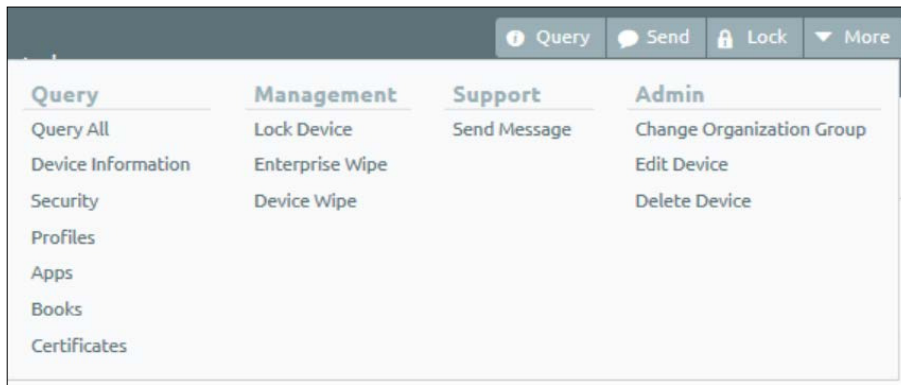 Query Send Lock More
Query Management Support Admin
Query All Lock Device Send Message Change Organization Group
Device Information Enterprise Wipe Edit Device
Security Device Wipe Delete Device
Profiles
Apps
Books
Certificates